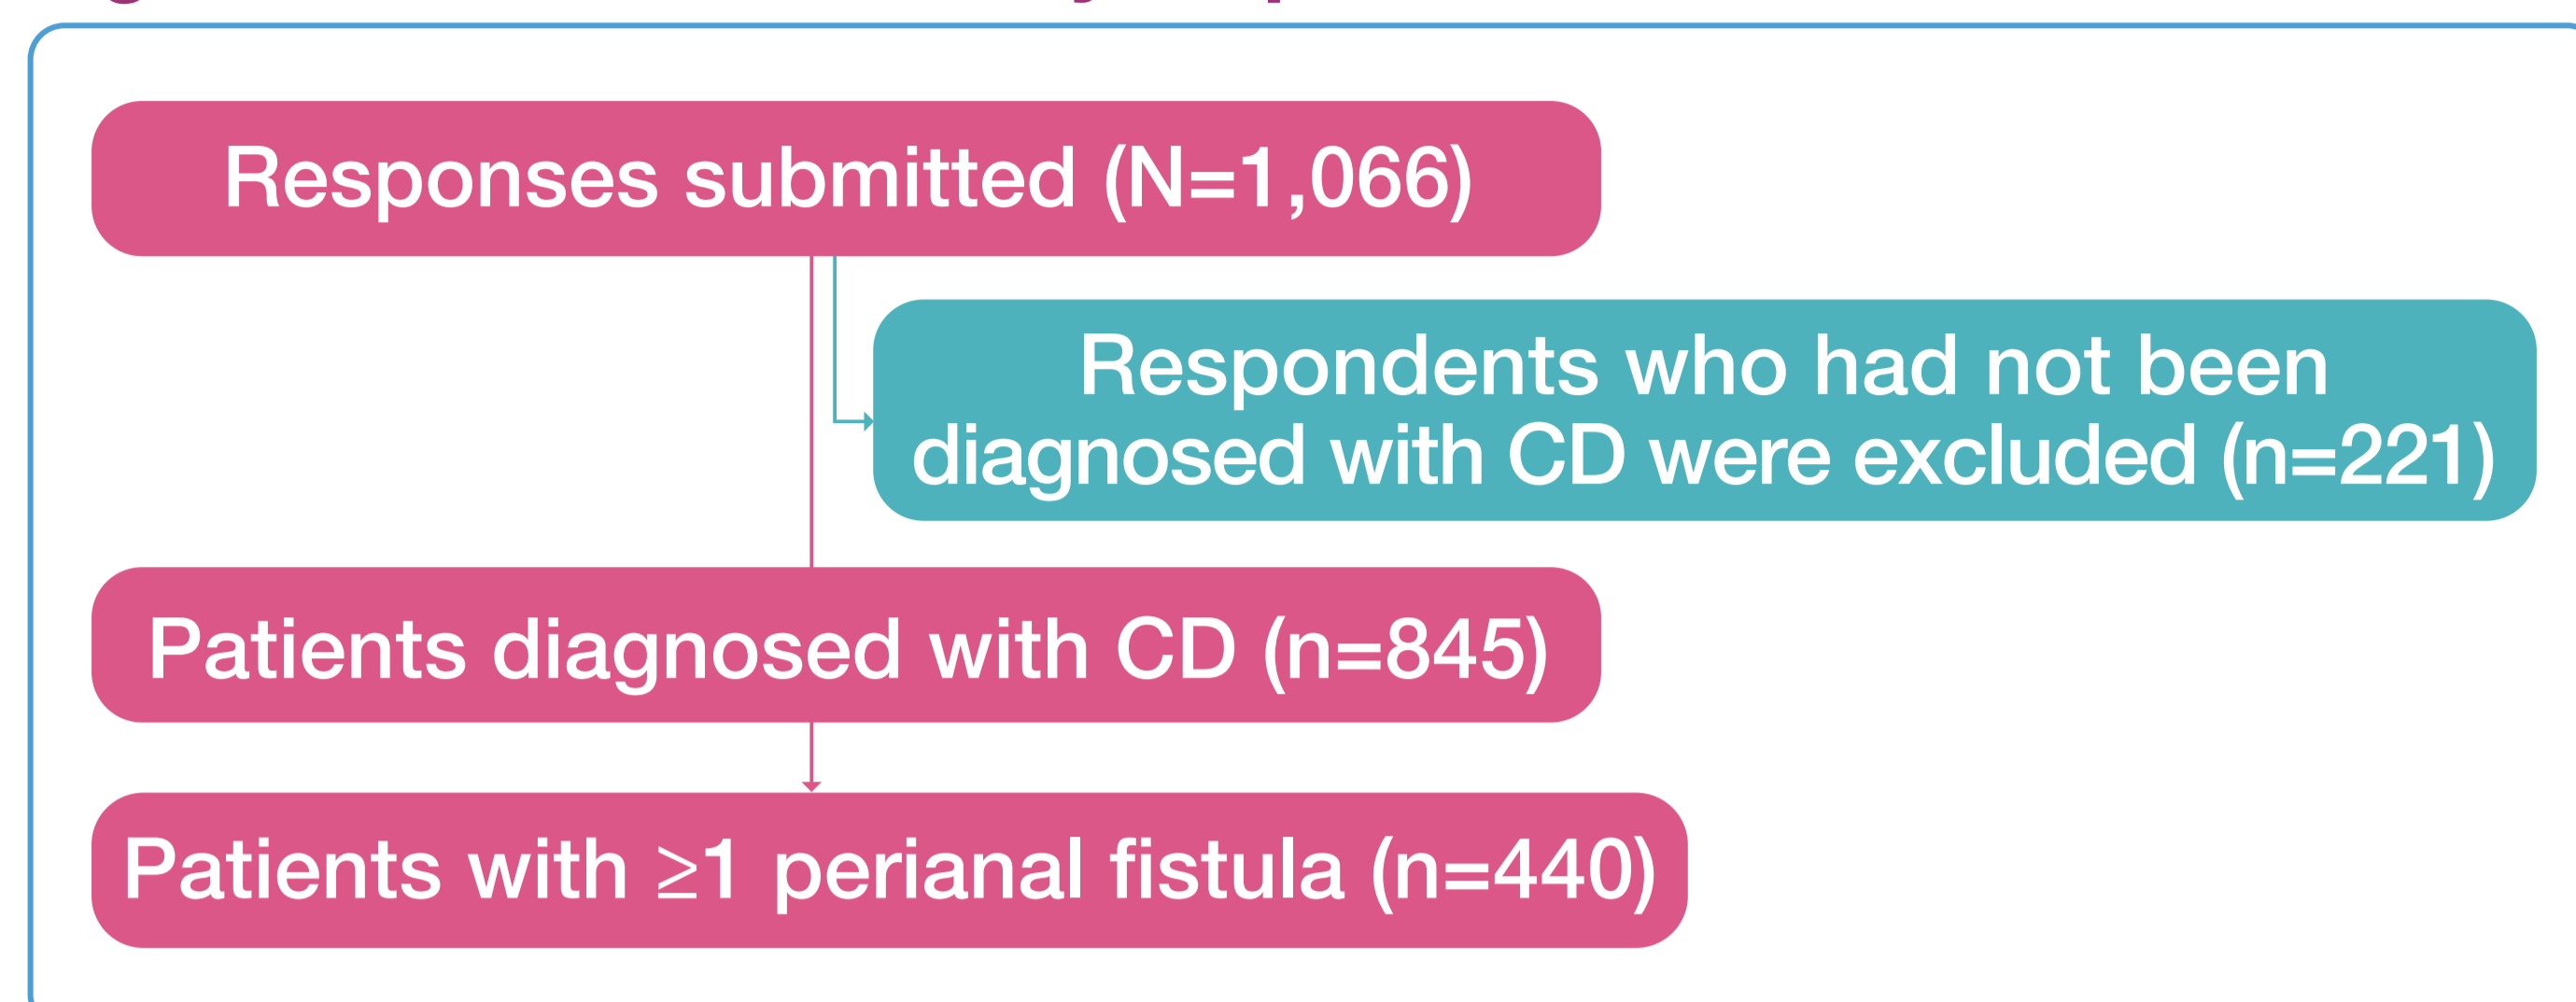 Responses submitted (N=1,066)
Respondents who had not been
diagnosed with CD were excluded (n=221)
Patients diagnosed with CD (n=845)
Patients with ≥1 perianal fistula (n=440)